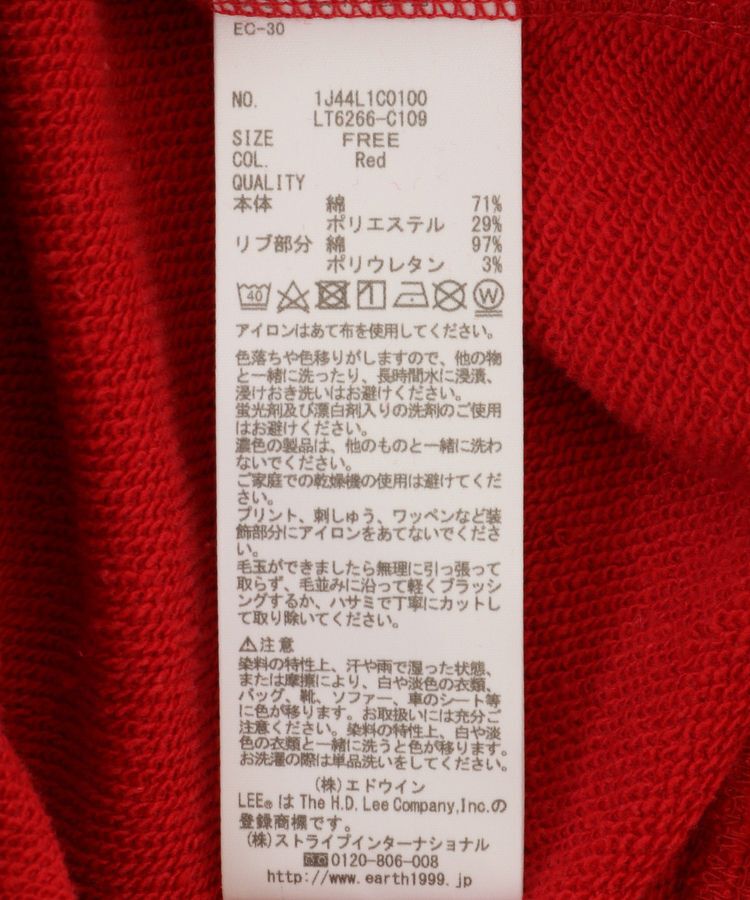 EC-30
NO. 1J44L1C0100
LT6266-C109
SIZE FREE
COL. Red
QUALITY
本体 綿 71%
ポリエステル 29%
リブ部分 綿 97%
ポリウレタン 3%
40 W
アイロンはあて布を使用してください。
色落ちや色移りがしますので、他の物
と一緒に洗ったり、長時間水に浸漬、
浸けおき洗いはお避けください。
蛍光剤及び漂白剤入りの洗剤のご使用
はお避けください。
濃色の製品は、他のものと一緒に洗わ
ないでください。
ご家庭での乾燥機の使用は避けてくだ
さい。
プリント、刺しゅう、ワッペンなど装
飾部分にアイロンをあてないでくださ
い。
毛玉ができましたら無理に引っ張って
取らず、毛並みに沿って軽くブラッシ
ングするか、ハサミで丁寧にカットし
て取り除いてください。
⚠注意
染料の特性上、汗や雨で湿った状態、
または摩擦により、白や淡色の衣類、
バッグ、靴、ソファー、車のシート等
に色が移ります。お取扱いには充分ご
注意ください。染料の特性上、白や淡
色の衣類と一緒に洗うと色が移ります。
お洗濯の際は単品洗いをしてください。
(株)エドウイン
LEE® は The H.D. Lee Company,Inc.の
登録商標です。
(株)ストライプインターナショナル
0120-806-008
http://www.earth1999.jp